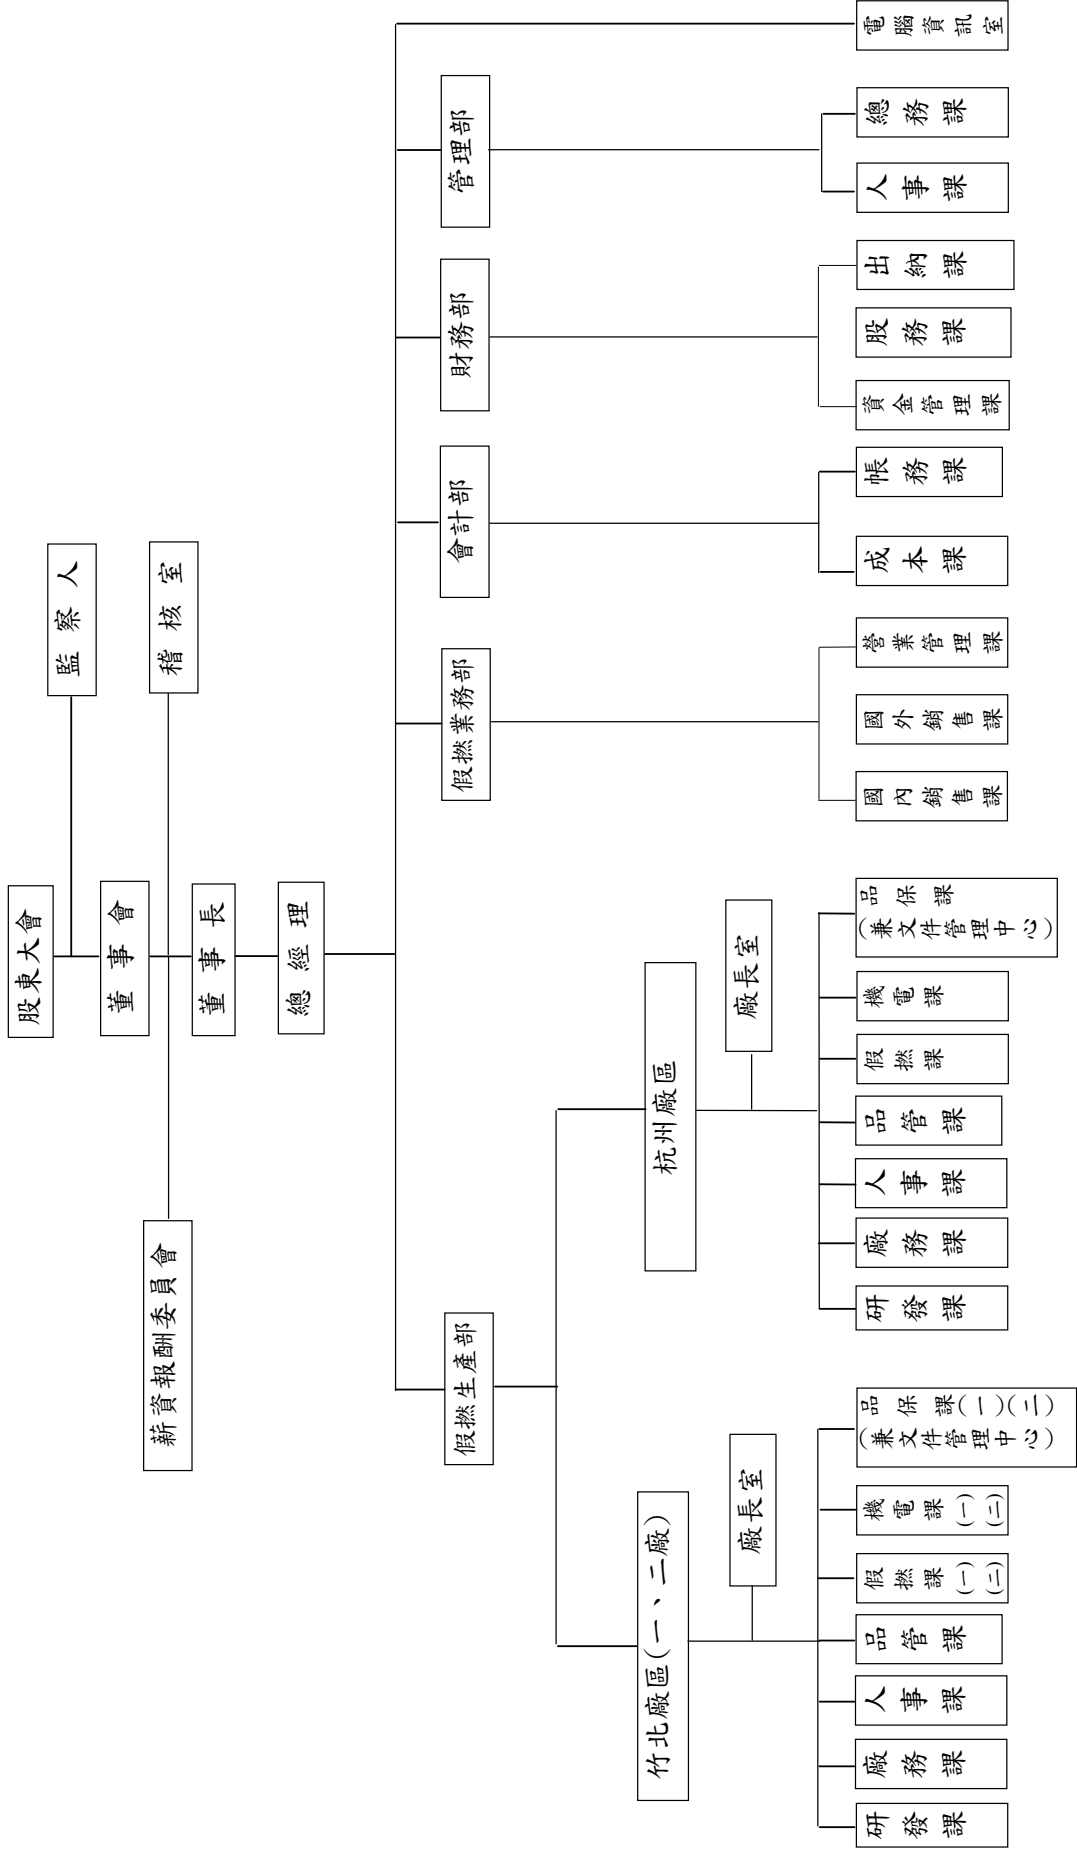 股東大會
監察人
董事會
稽核室
薪資報酬委員會
董事長
總經理
假撚生產部
假撚業務部
會計部
財務部
管理部
竹北廠區(一、二廠)
杭州廠區
廠長室
廠長室
研發課
廠務課
人事課
品管課
假撚課(一)(二)
機電課(一)(二)
品保課(一)(二)
(兼文件管理中心)
研發課
廠務課
人事課
品管課
假撚課
機電課
品保課
(兼文件管理中心)
國內銷售課
國外銷售課
營業管理課
成本課
帳務課
資金管理課
股務課
出納課
人事課
總務課
電腦資訊室